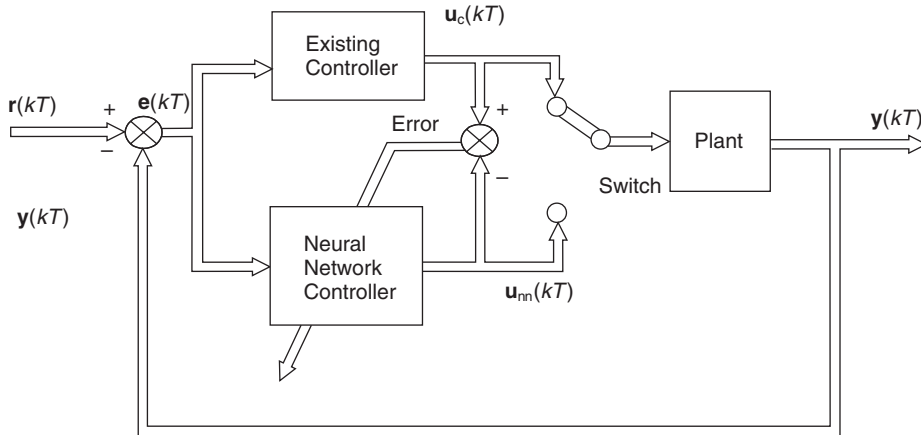 u_c(kT)
Existing
Controller
r(kT)
+
−
e(kT)
+
Error
−
Plant
y(kT)
Switch
y(kT)
Neural
Network
Controller
u_nn(kT)